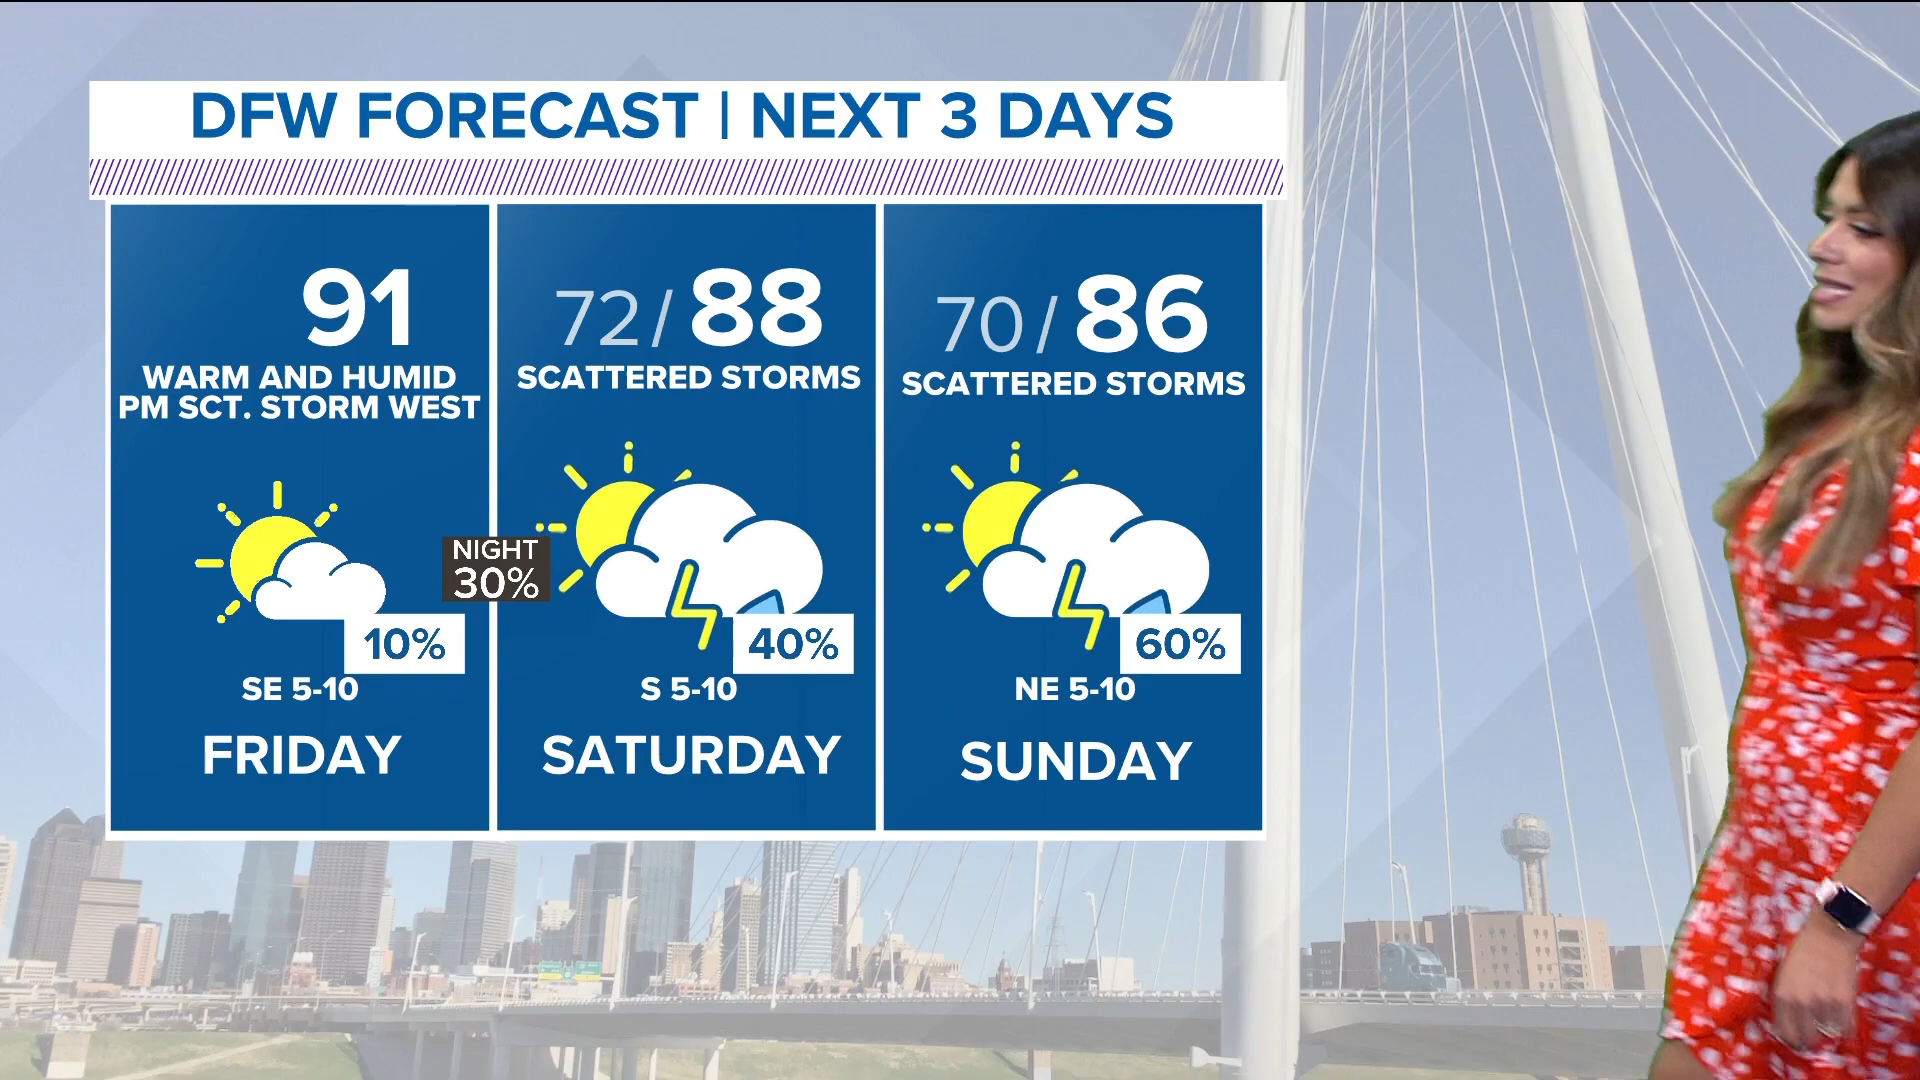 DFW FORECAST | NEXT 3 DAYS
91
WARM AND HUMID
PM SCT. STORM WEST
10%
SE 5-10
FRIDAY
NIGHT
30%
72/88
SCATTERED STORMS
40%
S 5-10
SATURDAY
70/86
SCATTERED STORMS
60%
NE 5-10
SUNDAY